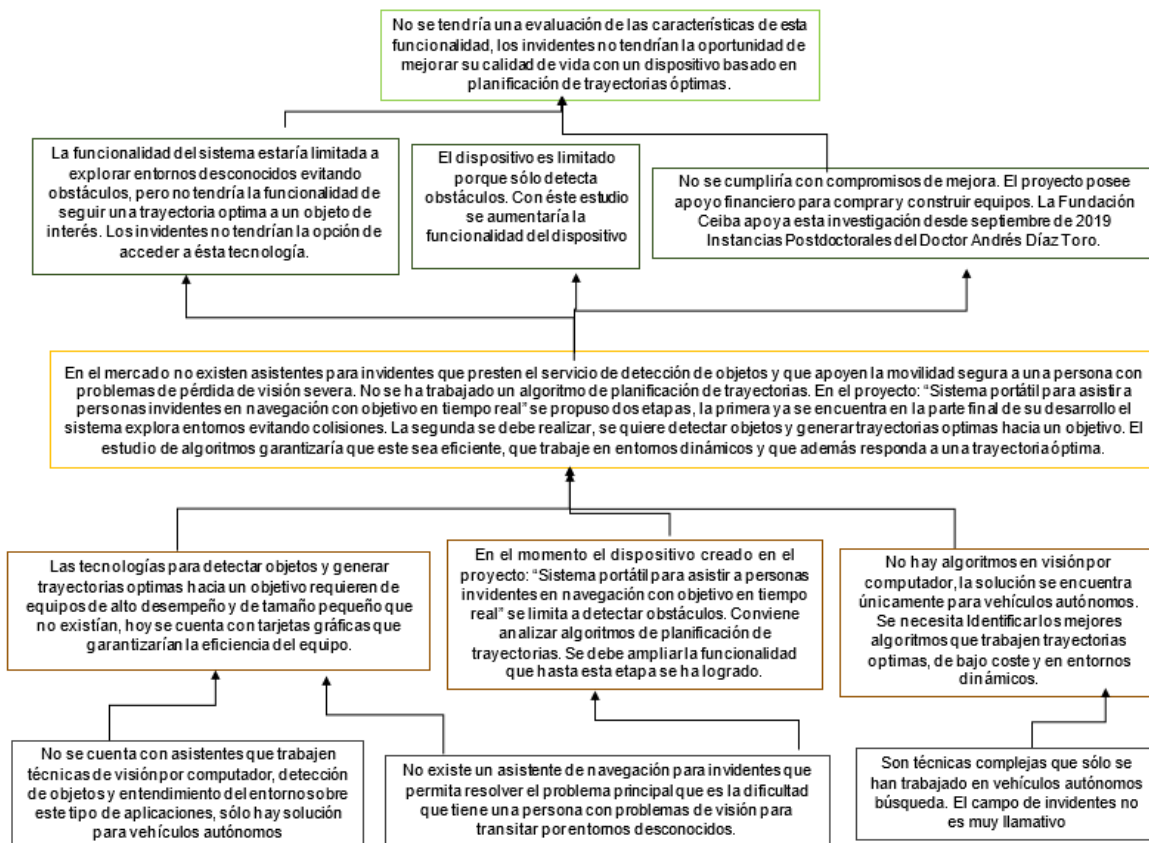 No se tendría una evaluación de las características de esta
funcionalidad, los invidentes no tendrían la oportunidad de
mejorar su calidad de vida con un dispositivo basado en
planificación de trayectorias óptimas.
La funcionalidad del sistema estaría limitada a
explorar entornos desconocidos evitando
obstáculos, pero no tendría la funcionalidad de
seguir una trayectoria optima a un objeto de
interés. Los invidentes no tendrían la opción de
acceder a ésta tecnología.
El dispositivo es limitado
porque sólo detecta
obstáculos. Con éste estudio
se aumentaría la
funcionalidad del dispositivo
No se cumpliría con compromisos de mejora. El proyecto posee
apoyo financiero para comprar y construir equipos. La Fundación
Ceiba apoya esta investigación desde septiembre de 2019
Instancias Postdoctorales del Doctor Andrés Díaz Toro.
En el mercado no existen asistentes para invidentes que presten el servicio de detección de objetos y que apoyen la movilidad segura a una persona con
problemas de pérdida de visión severa. No se ha trabajado un algoritmo de planificación de trayectorias. En el proyecto: “Sistema portátil para asistir a
personas invidentes en navegación con objetivo en tiempo real” se propuso dos etapas, la primera ya se encuentra en la parte final de su desarrollo el
sistema explora entornos evitando colisiones. La segunda se debe realizar, se quiere detectar objetos y generar trayectorias optimas hacia un objetivo. El
estudio de algoritmos garantizaría que este sea eficiente, que trabaje en entornos dinámicos y que además responda a una trayectoria óptima.
Las tecnologías para detectar objetos y generar
trayectorias optimas hacia un objetivo requieren de
equipos de alto desempeño y de tamaño pequeño que
no existían, hoy se cuenta con tarjetas gráficas que
garantizarían la eficiencia del equipo.
En el momento el dispositivo creado en el
proyecto: “Sistema portátil para asistir a personas
invidentes en navegación con objetivo en tiempo
real” se limita a detectar obstáculos. Conviene
analizar algoritmos de planificación de
trayectorias. Se debe ampliar la funcionalidad
que hasta esta etapa se ha logrado.
No hay algoritmos en visión por
computador, la solución se encuentra
únicamente para vehículos autónomos.
Se necesita Identificar los mejores
algoritmos que trabajen trayectorias
optimas, de bajo coste y en entornos
dinámicos.
No se cuenta con asistentes que trabajen
técnicas de visión por computador, detección
de objetos y entendimiento del entorno sobre
este tipo de aplicaciones, sólo hay solución
para vehículos autónomos
No existe un asistente de navegación para invidentes que
permita resolver el problema principal que es la dificultad
que tiene una persona con problemas de visión para
transitar por entornos desconocidos.
Son técnicas complejas que sólo se
han trabajado en vehículos autónomos
búsqueda. El campo de invidentes no
es muy llamativo